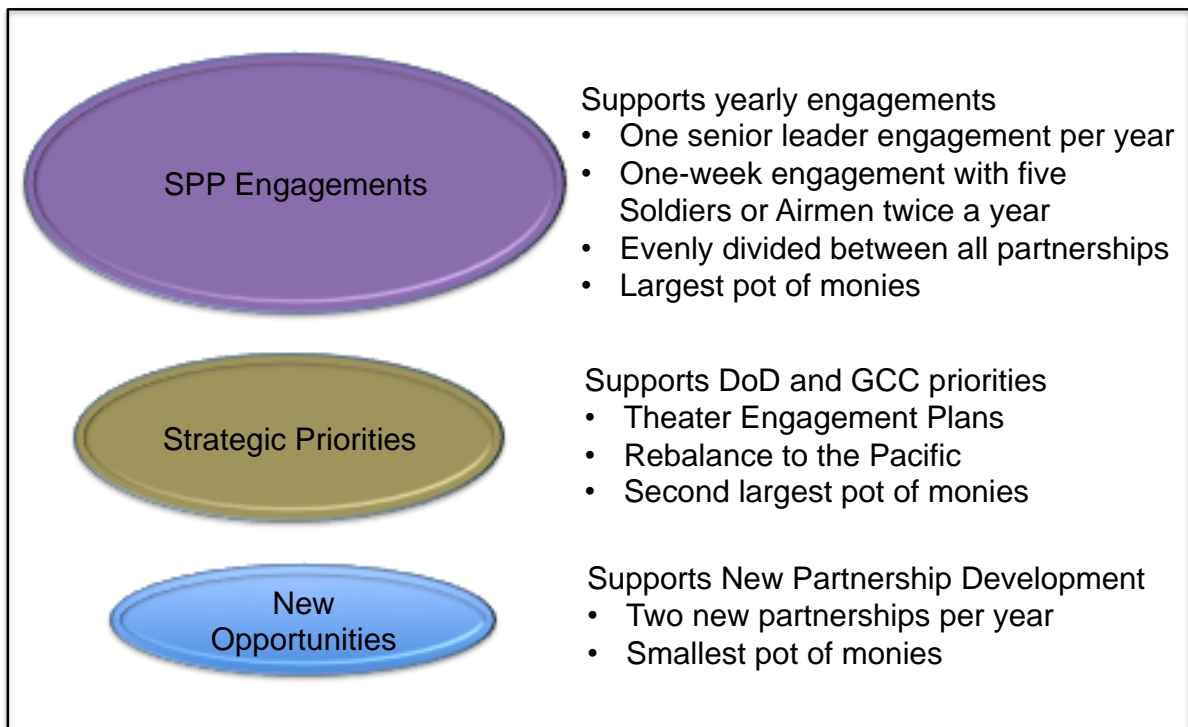 SPP Engagements
Supports yearly engagements
• One senior leader engagement per year
• One-week engagement with five
Soldiers or Airmen twice a year
• Evenly divided between all partnerships
• Largest pot of monies
Strategic Priorities
Supports DoD and GCC priorities
• Theater Engagement Plans
• Rebalance to the Pacific
• Second largest pot of monies
New
Opportunities
Supports New Partnership Development
• Two new partnerships per year
• Smallest pot of monies